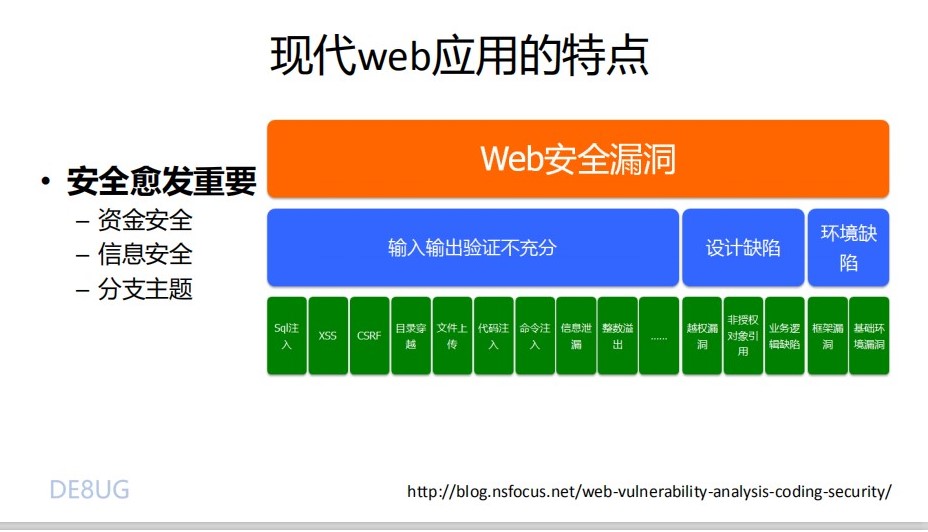 现代web应用的特点
• 安全愈发重要
– 资金安全
– 信息安全
– 分支主题
Web安全漏洞
输入输出验证不充分
设计缺陷
环境缺
陷
Sql注
入
XSS
CSRF
目录穿
越
文件上
传
代码注
入
命令注
入
信息泄
漏
整数溢
出
......
越权漏
洞
非授权
对象引
用
业务逻
辑缺陷
框架漏
洞
基础环
境漏洞
DE8UG
http://blog.nsfocus.net/web-vulnerability-analysis-coding-security/